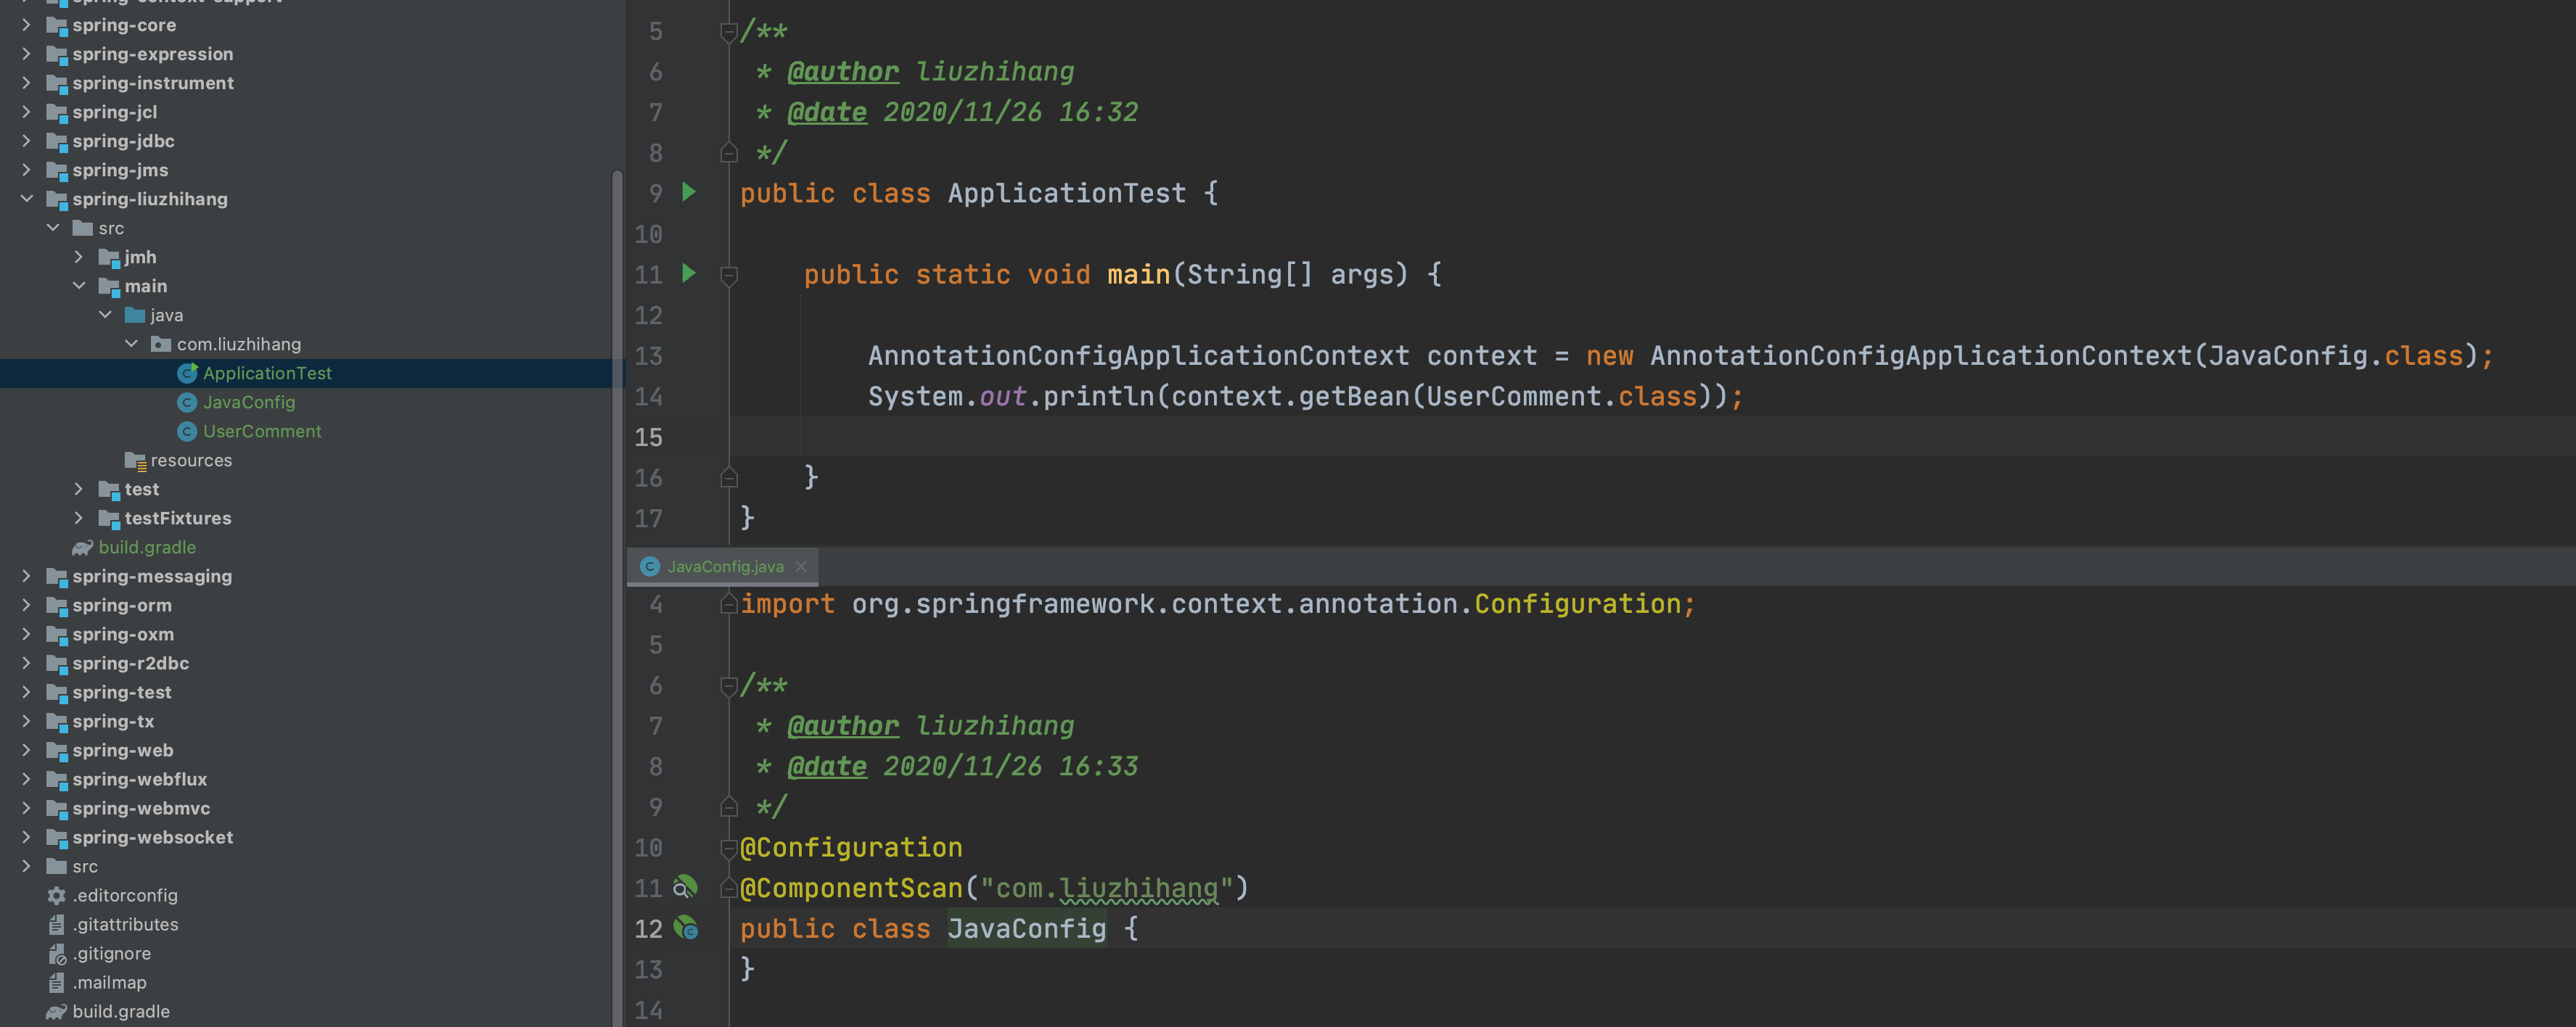 spring-context-support
spring-core
spring-expression
spring-instrument
spring-jcl
spring-jdbc
spring-jms
spring-liuzhihang
src
jmh
main
java
com.liuzhihang
ApplicationTest
JavaConfig
UserComment
resources
test
testFixtures
build.gradle
spring-messaging
spring-orm
spring-oxm
spring-r2dbc
spring-test
spring-tx
spring-web
spring-webflux
spring-webmvc
spring-websocket
src
.editorconfig
.gitattributes
.gitignore
.mailmap
build.gradle
5 /**
6 * @author liuzhihang
7 * @date 2020/11/26 16:32
8 */
9 public class ApplicationTest {
10
11 public static void main(String[] args) {
12
13 AnnotationConfigApplicationContext context = new AnnotationConfigApplicationContext(JavaConfig.class);
14 System.out.println(context.getBean(UserComment.class));
15
16 }
17 }
JavaConfig.java
4 import org.springframework.context.annotation.Configuration;
5
6 /**
7 * @author liuzhihang
8 * @date 2020/11/26 16:33
9 */
10 @Configuration
11 @ComponentScan("com.liuzhihang")
12 public class JavaConfig {
13 }
14